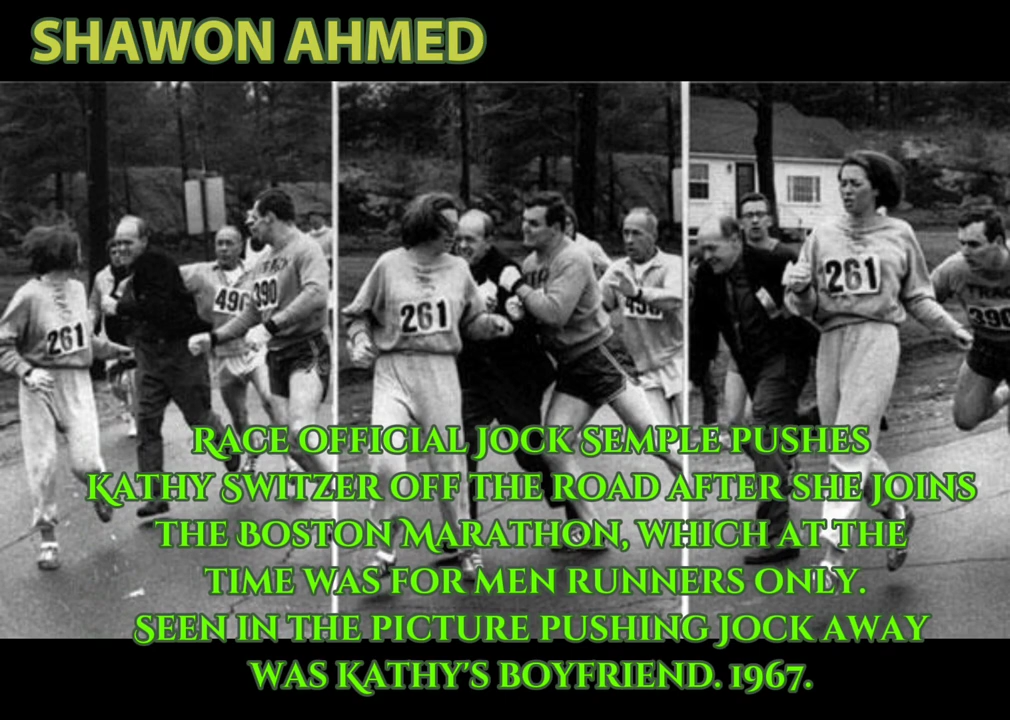 SHAWON AHMED
261
490
390
261
390
261
TRAC
390
Race official Jock Semple pushes
Kathy Switzer off the road after she joins
the Boston Marathon, which at the
time was for men runners only.
Seen in the picture pushing Jock away
was Kathy's boyfriend. 1967.